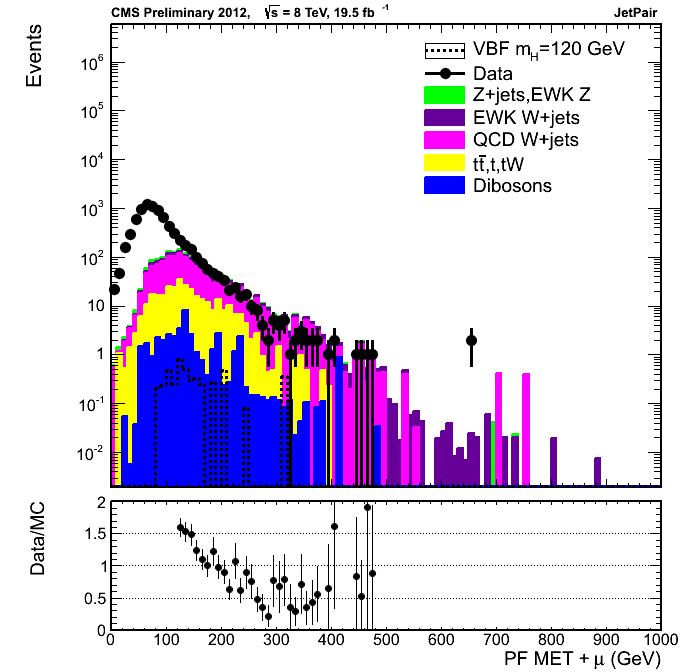 CMS Preliminary 2012, √s = 8 TeV, 19.5 fb⁻¹ JetPair
Events
VBF m_H=120 GeV
Data
Z+jets,EWK Z
EWK W+jets
QCD W+jets
tt̄,t,tW
Dibosons
10⁶
10⁵
10⁴
10³
10²
10
1
10⁻¹
10⁻²
Data/MC
2
1.5
1
0.5
0
0 100 200 300 400 500 600 700 800 900 1000
PF MET + μ (GeV)